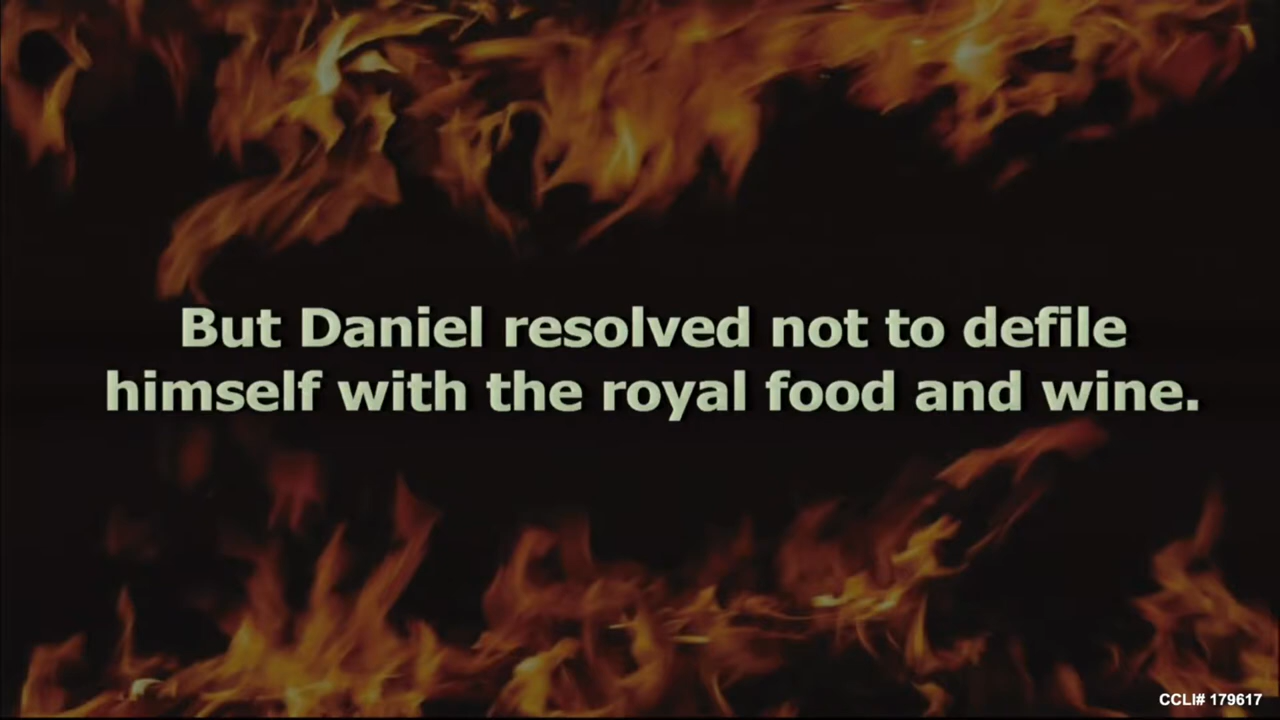 But Daniel resolved not to defile
himself with the royal food and wine.
CCLI# 179617